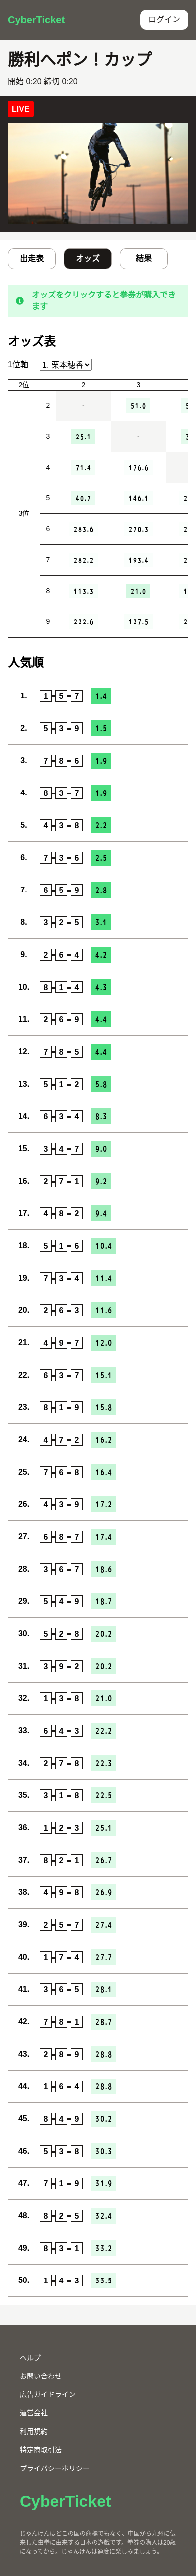 CyberTicket
ログイン
勝利へポン！カップ
開始 0:20 締切 0:20
LIVE
出走表 オッズ 結果
オッズをクリックすると拳券が購入できます
オッズ表
1位軸 1. 栗本穂香
2位 2 3
3位
2 - 51.0
3 25.1 -
4 71.4 176.6
5 40.7 146.1
6 283.6 270.3
7 282.2 193.4
8 113.3 21.0
9 222.6 127.5
人気順
1. 1-5-7 1.4
2. 5-3-9 1.5
3. 7-8-6 1.9
4. 8-3-7 1.9
5. 4-3-8 2.2
6. 7-3-6 2.5
7. 6-5-9 2.8
8. 3-2-5 3.1
9. 2-6-4 4.2
10. 8-1-4 4.3
11. 2-6-9 4.4
12. 7-8-5 4.4
13. 5-1-2 5.8
14. 6-3-4 8.3
15. 3-4-7 9.0
16. 2-7-1 9.2
17. 4-8-2 9.4
18. 5-1-6 10.4
19. 7-3-4 11.4
20. 2-6-3 11.6
21. 4-9-7 12.0
22. 6-3-7 15.1
23. 8-1-9 15.8
24. 4-7-2 16.2
25. 7-6-8 16.4
26. 4-3-9 17.2
27. 6-8-7 17.4
28. 3-6-7 18.6
29. 5-4-9 18.7
30. 5-2-8 20.2
31. 3-9-2 20.2
32. 1-3-8 21.0
33. 6-4-3 22.2
34. 2-7-8 22.3
35. 3-1-8 22.5
36. 1-2-3 25.1
37. 8-2-1 26.7
38. 4-9-8 26.9
39. 2-5-7 27.4
40. 1-7-4 27.7
41. 3-6-5 28.1
42. 7-8-1 28.7
43. 2-8-9 28.8
44. 1-6-4 28.8
45. 8-4-9 30.2
46. 5-3-8 30.3
47. 7-1-9 31.9
48. 8-2-5 32.4
49. 8-3-1 33.2
50. 1-4-3 33.5
ヘルプ
お問い合わせ
広告ガイドライン
運営会社
利用規約
特定商取引法
プライバシーポリシー
CyberTicket
じゃんけんはどこの国の商標でもなく、中国から九州に伝来した虫拳に由来する日本の遊戯です。拳券の購入は20歳になってから。じゃんけんは適度に楽しみましょう。